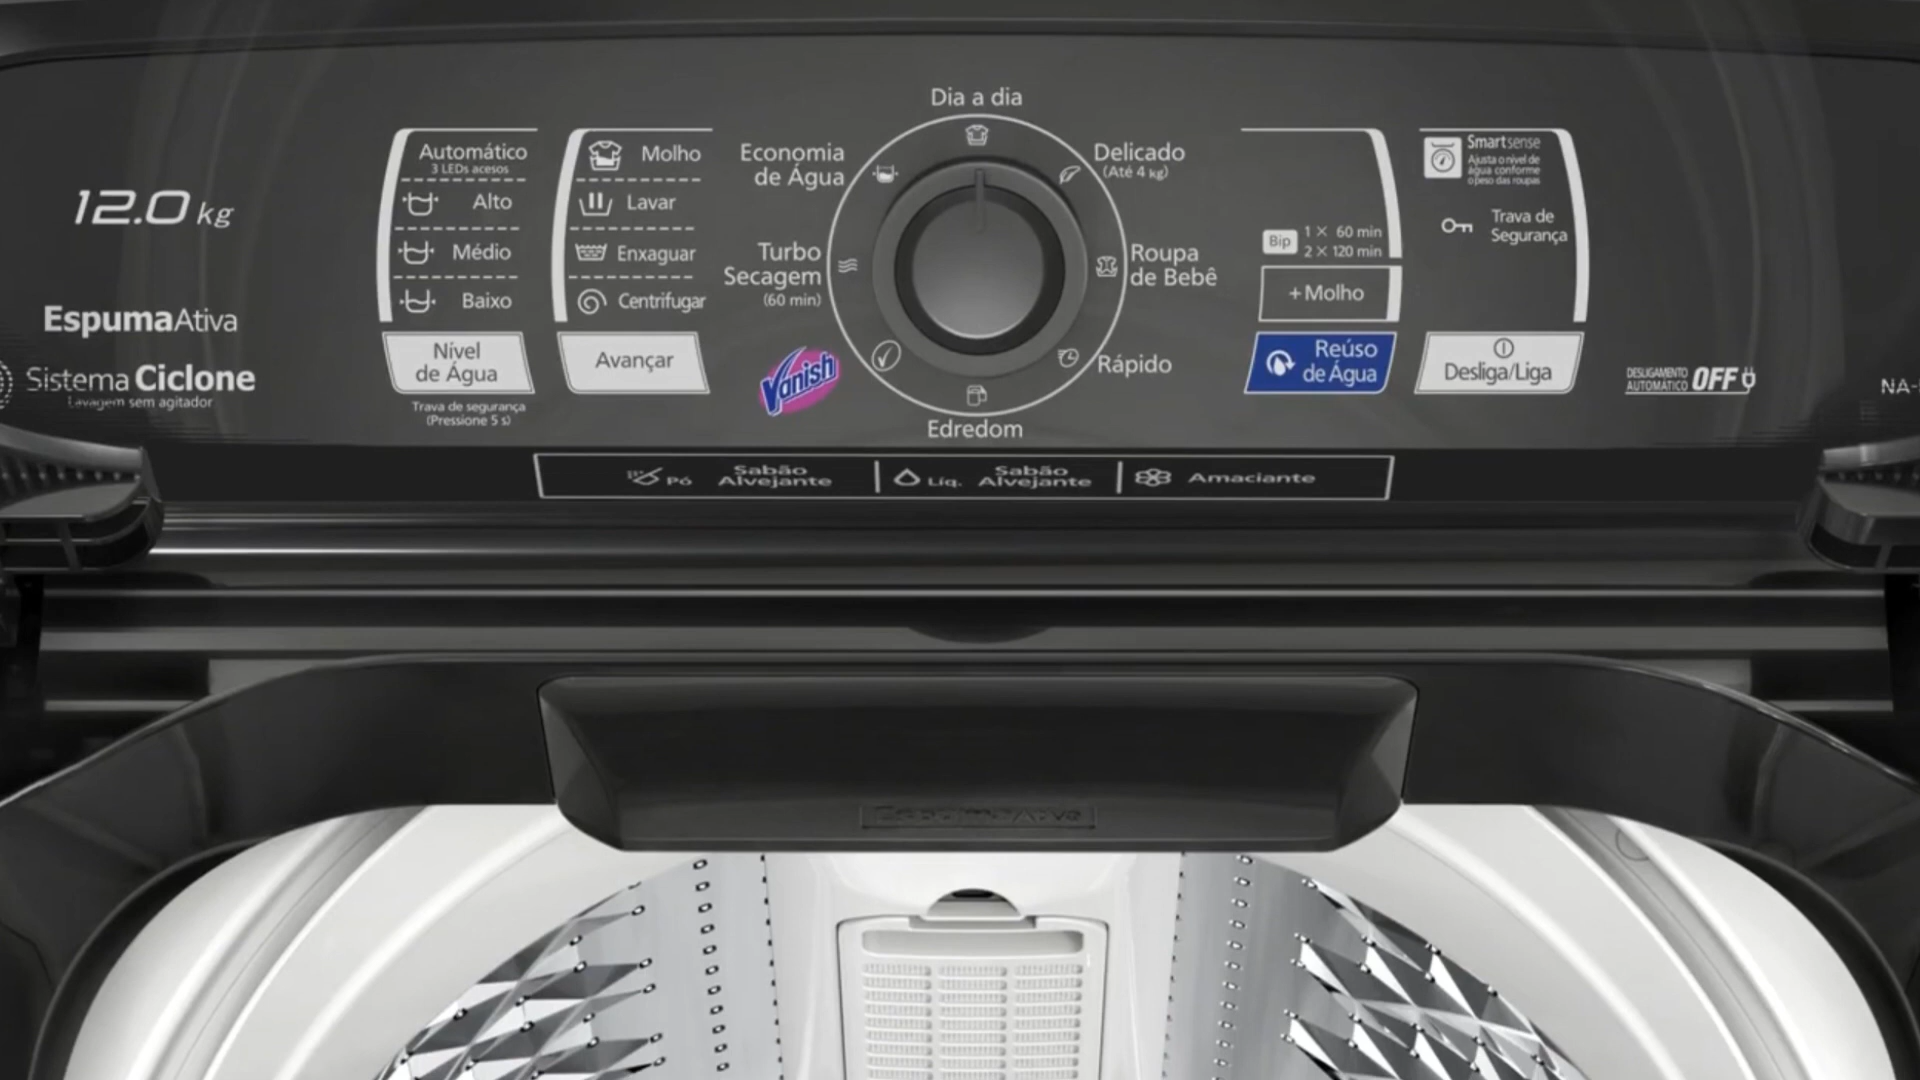 12.0 kg
EspumaAtiva
Sistema Ciclone
Lavagem sem agitador
Automático
3 LEDs acesos
Alto
Médio
Baixo
Nível
de Água
Trava de segurança
(Pressione 5 s)
Molho
Lavar
Enxaguar
Centrifugar
Avançar
Dia a dia
Economia
de Água
Turbo
Secagem
(60 min)
Vanish
Delicado
(Até 4 kg)
Roupa
de Bebê
Rápido
Edredom
Bip
1 X 60 min
2 X 120 min
+Molho
Reúso
de Água
Smartsense
Ajusta o nível de
água conforme
o peso das roupas
Trava de
Segurança
Desliga/Liga
DESLIGAMENTO
AUTOMÁTICO OFF
NA-
Pó Sabão
Alvejante
Líq. Sabão
Alvejante
Amaciante
EspumaAtiva